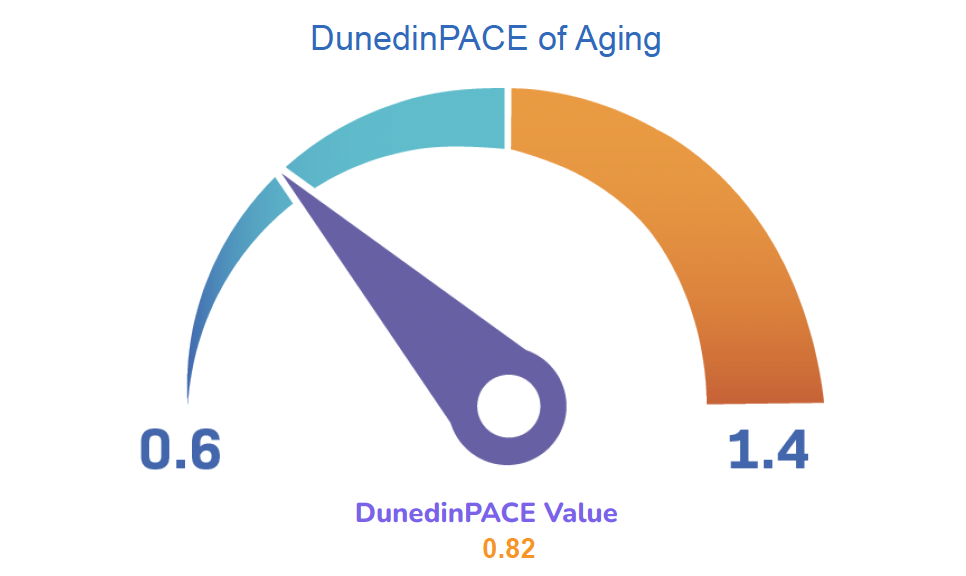 DunedinPACE of Aging
0.6
1.4
DunedinPACE Value
0.82